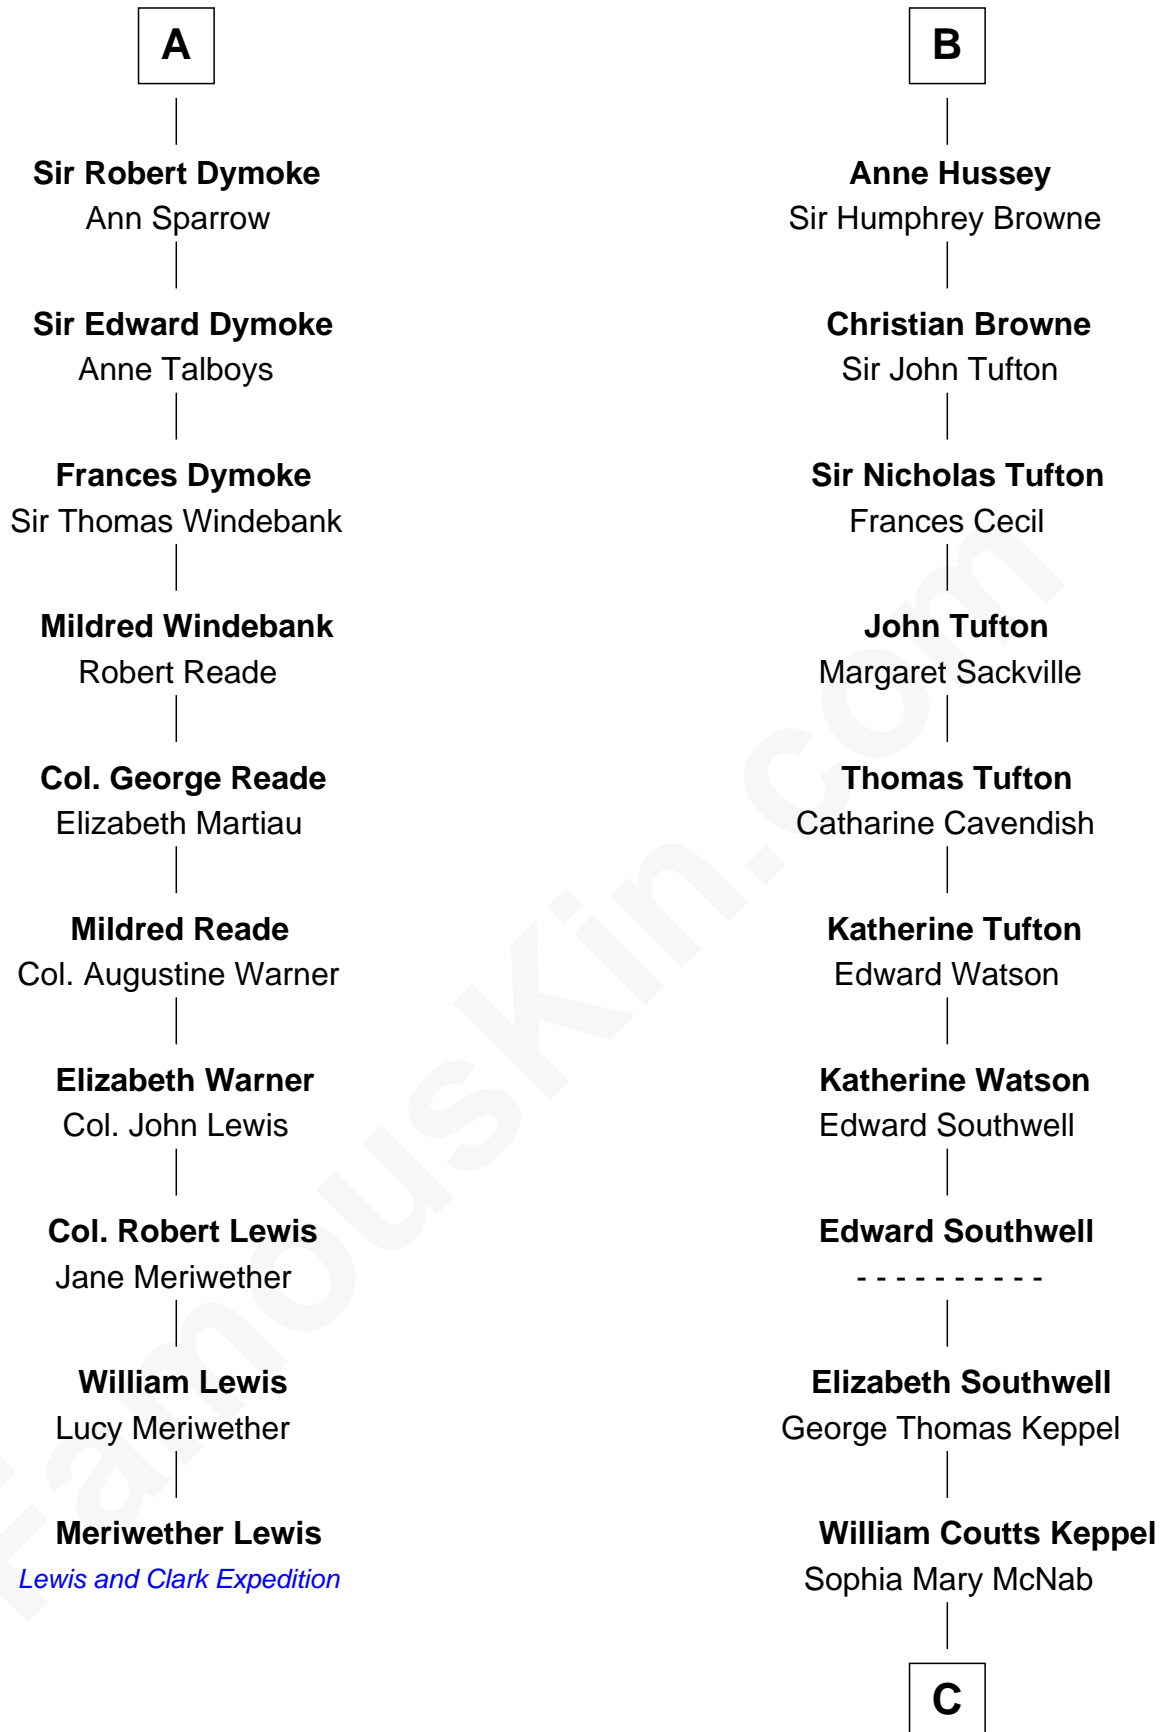 A
Sir Robert Dymoke
Ann Sparrow
Sir Edward Dymoke
Anne Talboys
Frances Dymoke
Sir Thomas Windebank
Mildred Windebank
Robert Reade
Col. George Reade
Elizabeth Martiau
Mildred Reade
Col. Augustine Warner
Elizabeth Warner
Col. John Lewis
Col. Robert Lewis
Jane Meriwether
William Lewis
Lucy Meriwether
Meriwether Lewis
Lewis and Clark Expedition
B
Anne Hussey
Sir Humphrey Browne
Christian Browne
Sir John Tufton
Sir Nicholas Tufton
Frances Cecil
John Tufton
Margaret Sackville
Thomas Tufton
Catharine Cavendish
Katherine Tufton
Edward Watson
Katherine Watson
Edward Southwell
Edward Southwell
- - - - - - - - - -
Elizabeth Southwell
George Thomas Keppel
William Coutts Keppel
Sophia Mary McNab
C
FamousKin.com